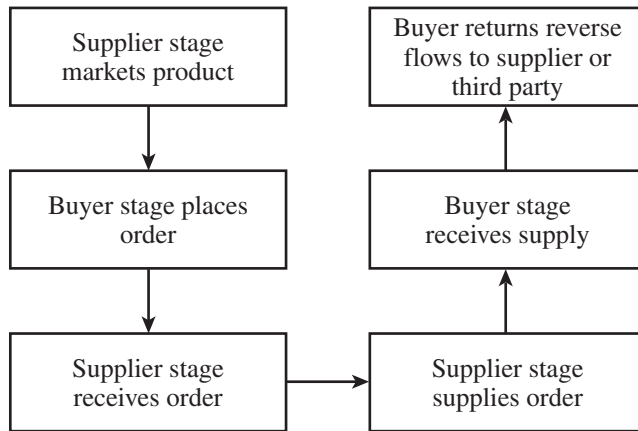 Supplier stage
markets product
Buyer stage places
order
Supplier stage
receives order
Supplier stage
supplies order
Buyer stage
receives supply
Buyer returns reverse
flows to supplier or
third party